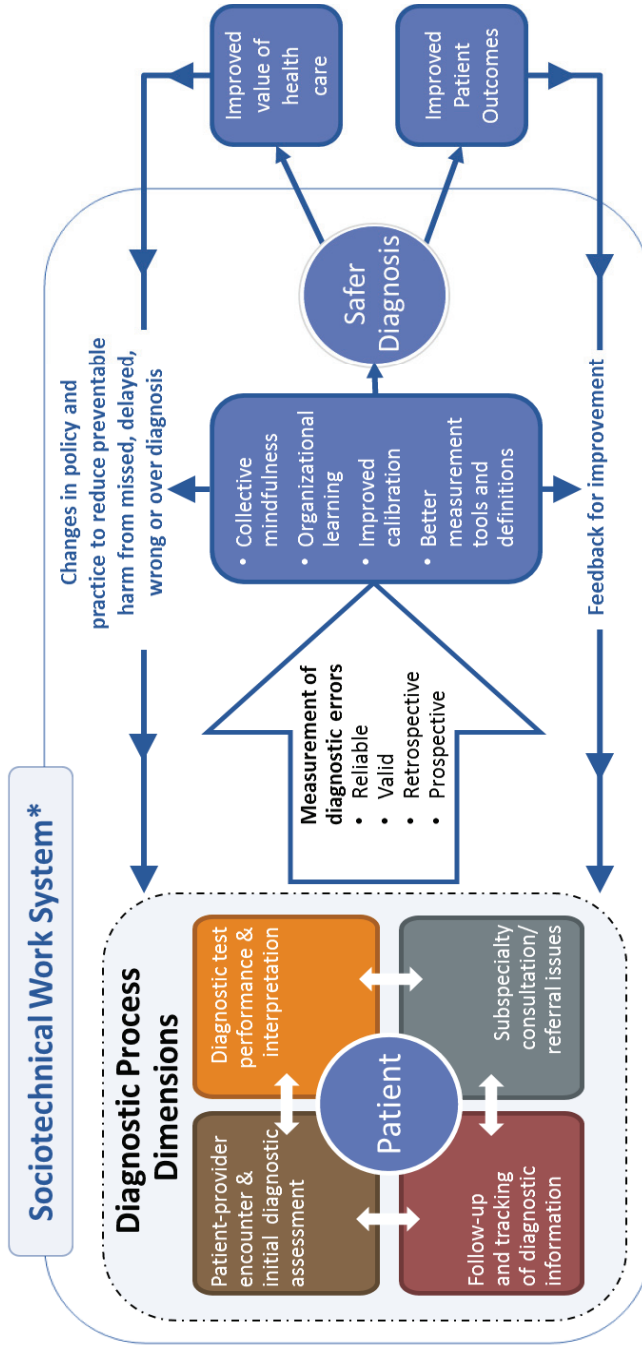 Sociotechnical Work System*
Diagnostic Process
Dimensions
Patient-provider
encounter &
initial diagnostic
assessment
Diagnostic test
performance &
interpretation
Patient
Follow-up
and tracking
of diagnostic
information
Subspecialty
consultation/
referral issues
Changes in policy and
practice to reduce preventable
harm from missed, delayed,
wrong or over diagnosis
Measurement of
diagnostic errors
• Reliable
• Valid
• Retrospective
• Prospective
• Collective
mindfulness
• Organizational
learning
• Improved
calibration
• Better
measurement
tools and
definitions
Safer
Diagnosis
Improved
value of
health
care
Improved
Patient
Outcomes
Feedback for improvement